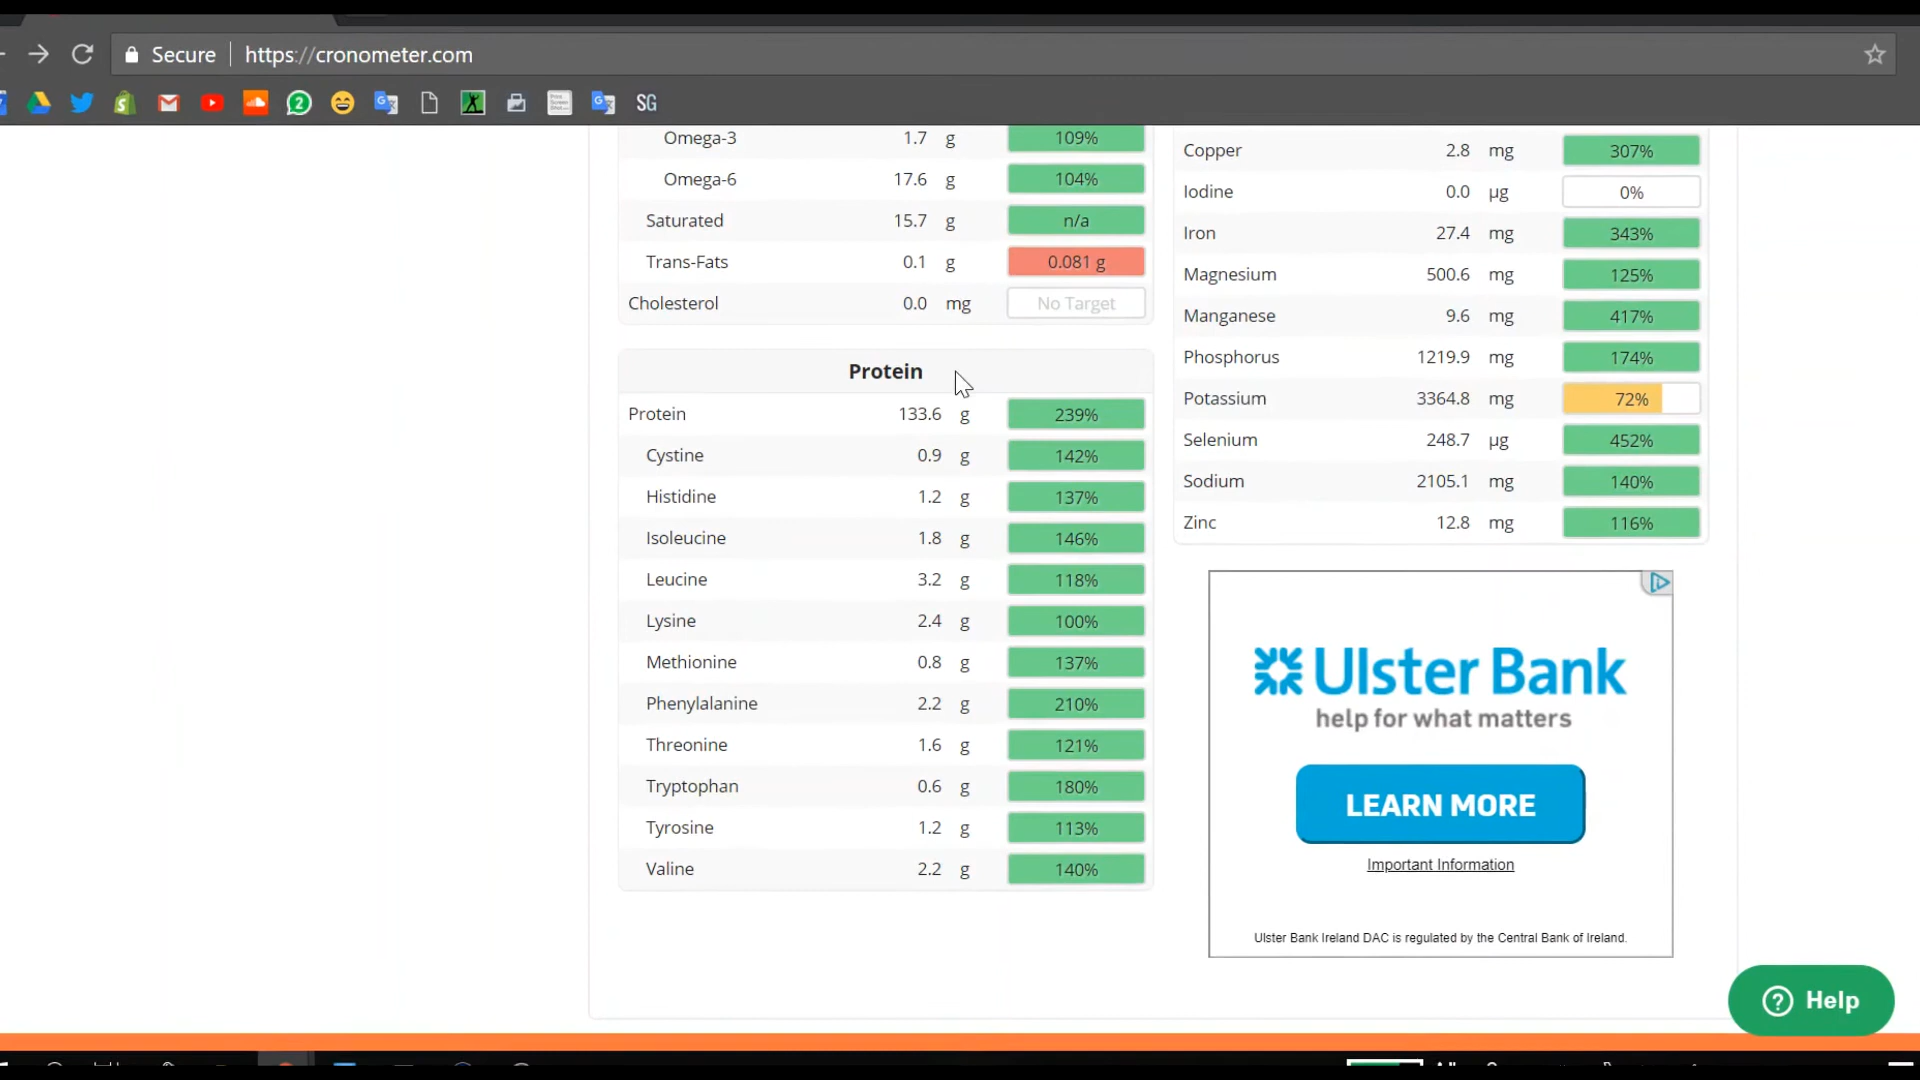 Secure https://cronometer.com
2 SG
Omega-3 1.7 g 109%
Omega-6 17.6 g 104%
Saturated 15.7 g n/a
Trans-Fats 0.1 g 0.081 g
Cholesterol 0.0 mg No Target
Protein
Protein 133.6 g 239%
Cystine 0.9 g 142%
Histidine 1.2 g 137%
Isoleucine 1.8 g 146%
Leucine 3.2 g 118%
Lysine 2.4 g 100%
Methionine 0.8 g 137%
Phenylalanine 2.2 g 210%
Threonine 1.6 g 121%
Tryptophan 0.6 g 180%
Tyrosine 1.2 g 113%
Valine 2.2 g 140%
Copper 2.8 mg 307%
Iodine 0.0 µg 0%
Iron 27.4 mg 343%
Magnesium 500.6 mg 125%
Manganese 9.6 mg 417%
Phosphorus 1219.9 mg 174%
Potassium 3364.8 mg 72%
Selenium 248.7 µg 452%
Sodium 2105.1 mg 140%
Zinc 12.8 mg 116%
Ulster Bank
help for what matters
LEARN MORE
Important Information
Ulster Bank Ireland DAC is regulated by the Central Bank of Ireland.
? Help